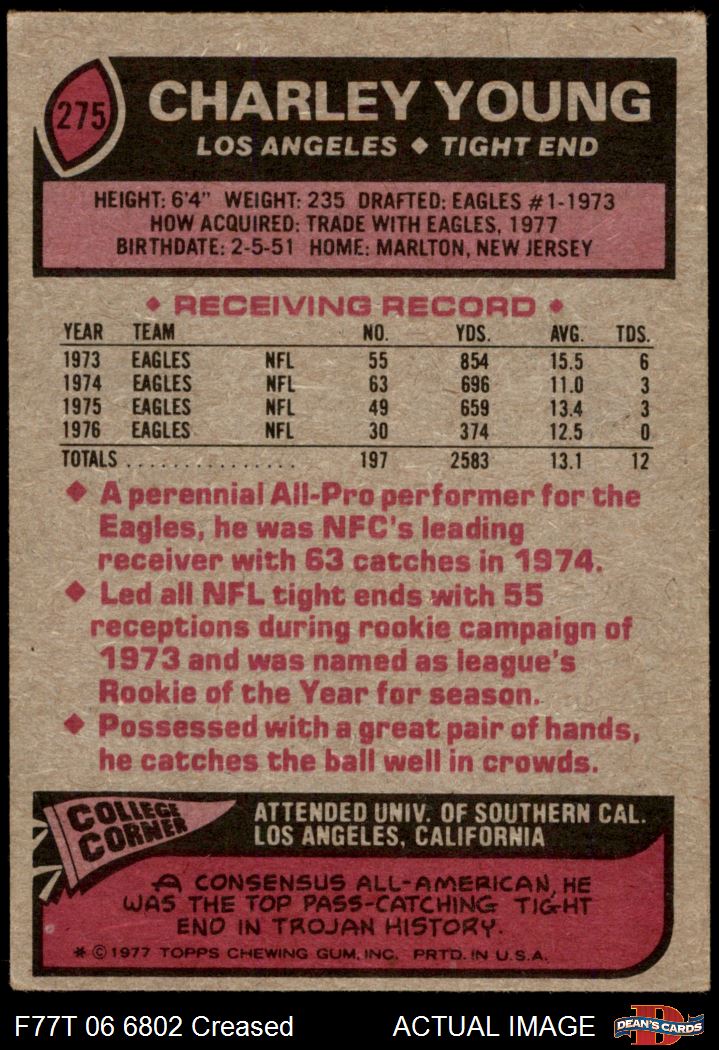 275
CHARLEY YOUNG
LOS ANGELES ◆ TIGHT END
HEIGHT: 6'4" WEIGHT: 235 DRAFTED: EAGLES #1-1973
HOW ACQUIRED: TRADE WITH EAGLES, 1977
BIRTHDATE: 2-5-51 HOME: MARLTON, NEW JERSEY
◆ RECEIVING RECORD ◆
YEAR TEAM NO. YDS. AVG. TDS.
1973 EAGLES NFL 55 854 15.5 6
1974 EAGLES NFL 63 696 11.0 3
1975 EAGLES NFL 49 659 13.4 3
1976 EAGLES NFL 30 374 12.5 0
TOTALS ............... 197 2583 13.1 12
◆ A perennial All-Pro performer for the
Eagles, he was NFC's leading
receiver with 63 catches in 1974.
◆ Led all NFL tight ends with 55
receptions during rookie campaign of
1973 and was named as league's
Rookie of the Year for season.
◆ Possessed with a great pair of hands,
he catches the ball well in crowds.
COLLEGE
CORNER
ATTENDED UNIV. OF SOUTHERN CAL.
LOS ANGELES, CALIFORNIA
A CONSENSUS ALL-AMERICAN, HE
WAS THE TOP PASS-CATCHING TIGHT
END IN TROJAN HISTORY.
* © 1977 TOPPS CHEWING GUM, INC. PRTD. IN U.S.A.
F77T 06 6802 Creased
ACTUAL IMAGE
D
DEAN'S CARDS